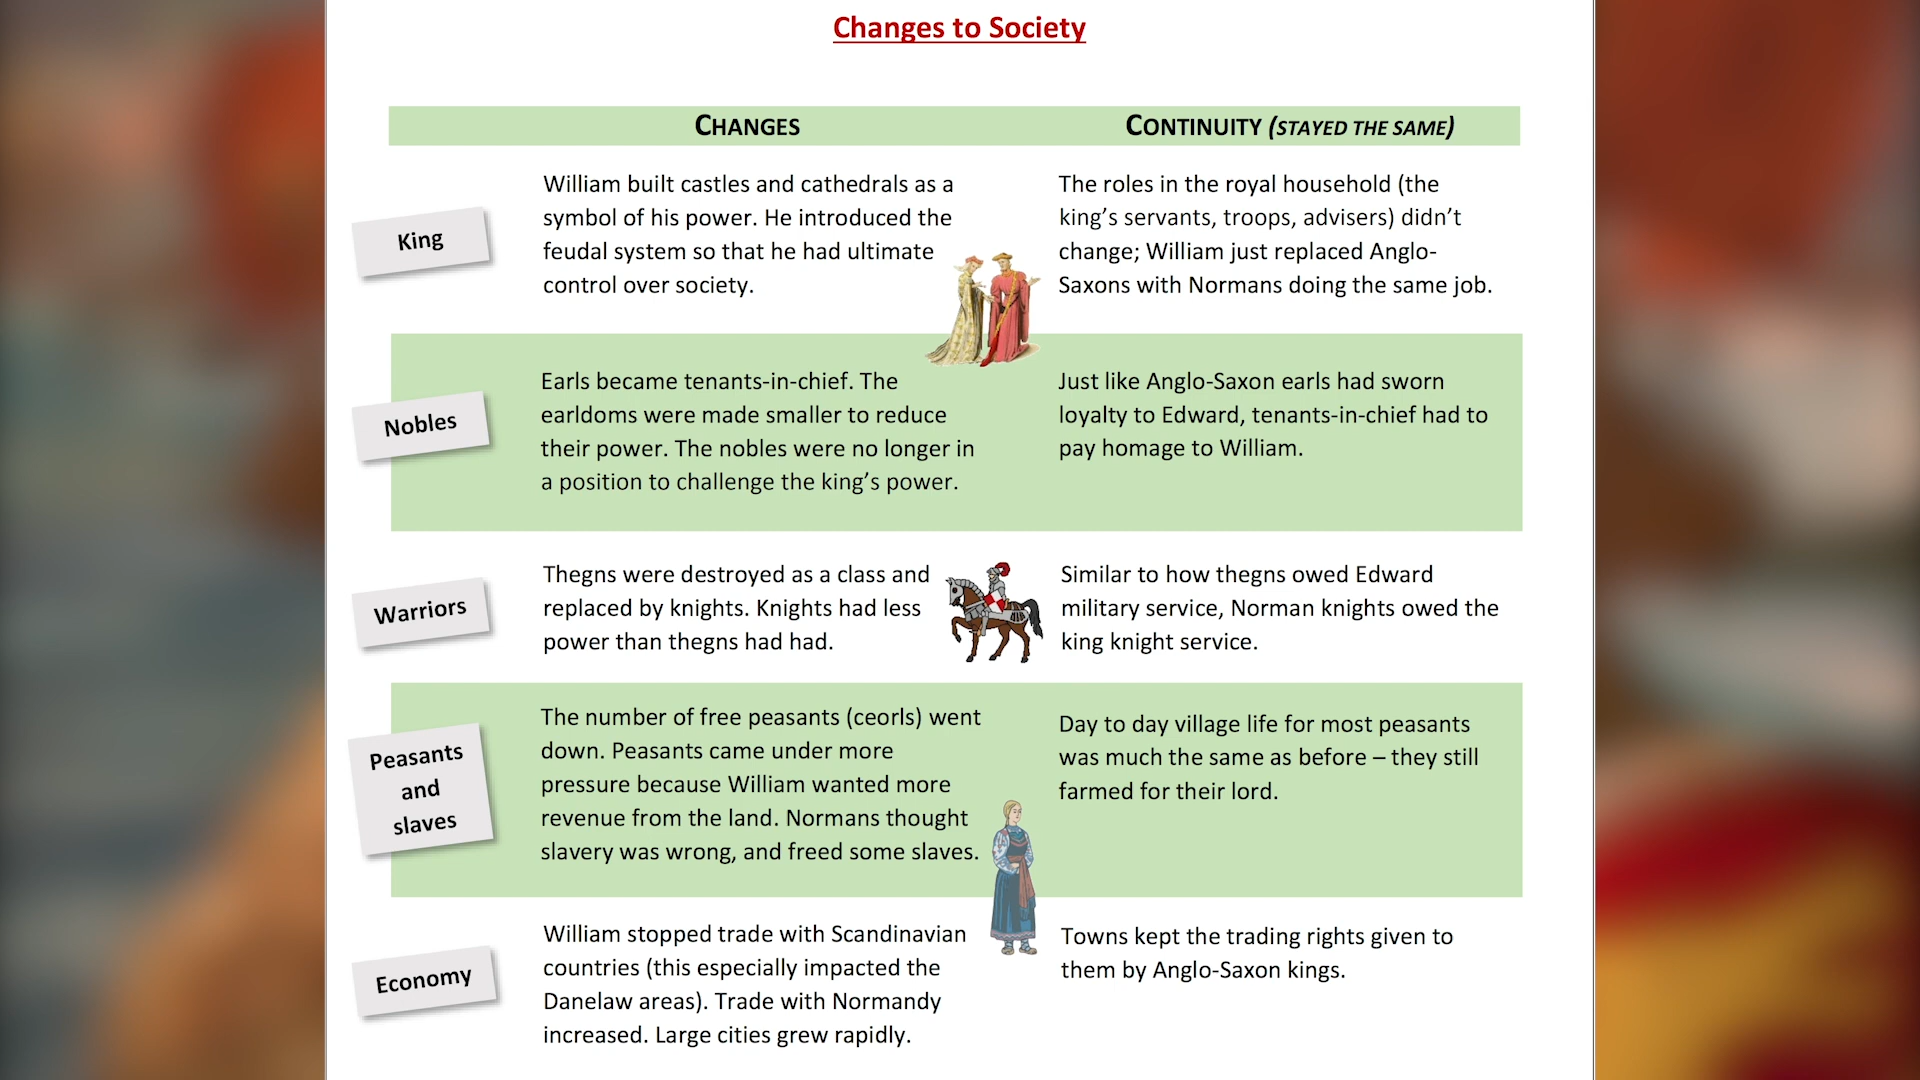 Changes to Society
CHANGES
CONTINUITY (STAYED THE SAME)
King
William built castles and cathedrals as a
symbol of his power. He introduced the
feudal system so that he had ultimate
control over society.
The roles in the royal household (the
king’s servants, troops, advisers) didn’t
change; William just replaced Anglo-
Saxons with Normans doing the same job.
Nobles
Earls became tenants-in-chief. The
earldoms were made smaller to reduce
their power. The nobles were no longer in
a position to challenge the king’s power.
Just like Anglo-Saxon earls had sworn
loyalty to Edward, tenants-in-chief had to
pay homage to William.
Warriors
Thegns were destroyed as a class and
replaced by knights. Knights had less
power than thegns had had.
Similar to how thegns owed Edward
military service, Norman knights owed the
king knight service.
Peasants
and
slaves
The number of free peasants (ceorls) went
down. Peasants came under more
pressure because William wanted more
revenue from the land. Normans thought
slavery was wrong, and freed some slaves.
Day to day village life for most peasants
was much the same as before – they still
farmed for their lord.
Economy
William stopped trade with Scandinavian
countries (this especially impacted the
Danelaw areas). Trade with Normandy
increased. Large cities grew rapidly.
Towns kept the trading rights given to
them by Anglo-Saxon kings.